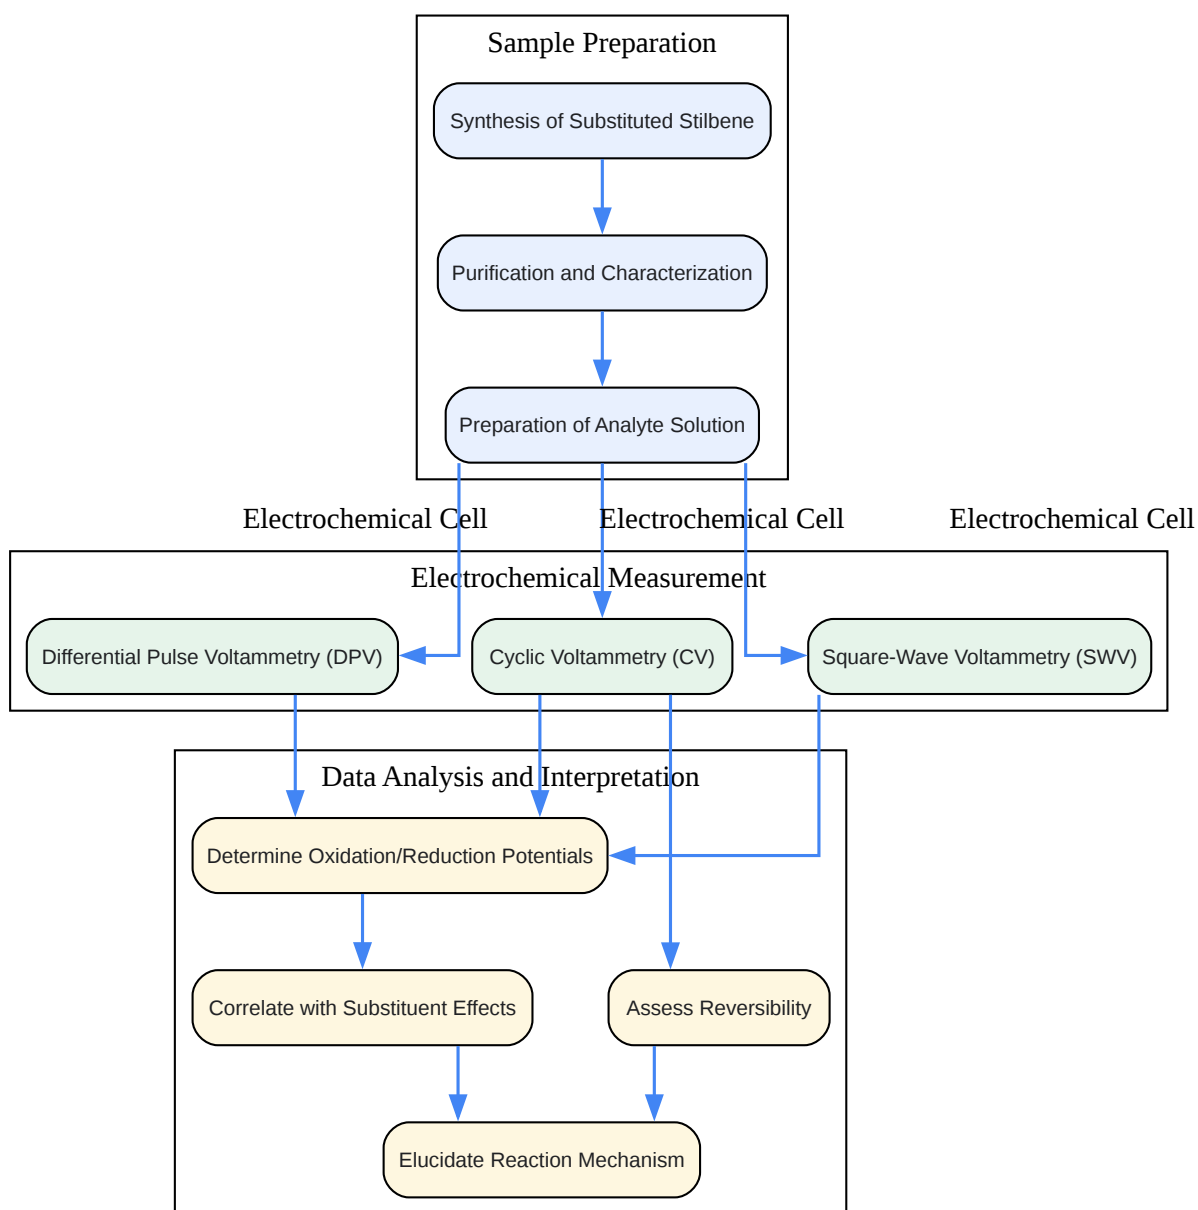 Sample Preparation
Synthesis of Substituted Stilbene
Purification and Characterization
Preparation of Analyte Solution
Electrochemical Cell
Electrochemical Cell
Electrochemical Cell
Electrochemical Measurement
Differential Pulse Voltammetry (DPV)
Cyclic Voltammetry (CV)
Square-Wave Voltammetry (SWV)
Data Analysis and Interpretation
Determine Oxidation/Reduction Potentials
Correlate with Substituent Effects
Assess Reversibility
Elucidate Reaction Mechanism